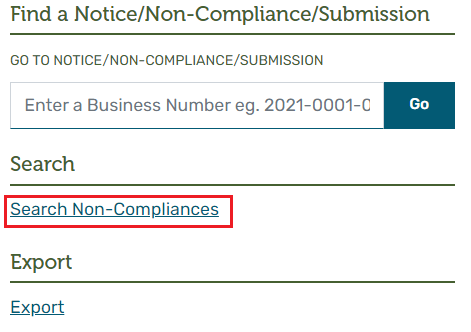 Find a Notice/Non-Compliance/Submission
GO TO NOTICE/NON-COMPLIANCE/SUBMISSION
Enter a Business Number eg. 2021-0001-0
Go
Search
Search Non-Compliances
Export
Export